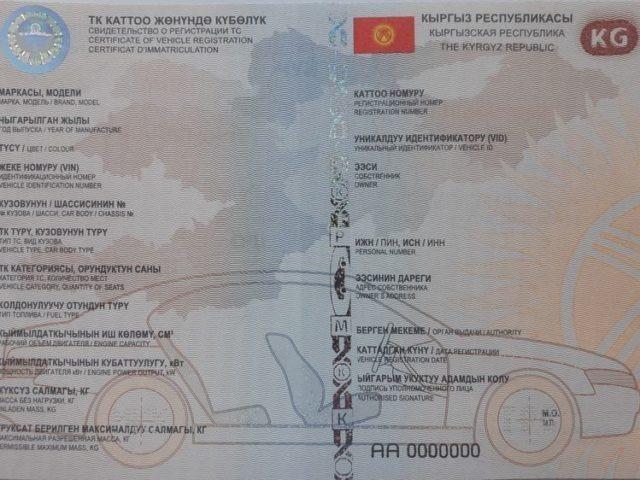 ТК КАТТОО ЖӨНҮНДӨ КҮБӨЛҮК
СВИДЕТЕЛЬСТВО О РЕГИСТРАЦИИ ТС
CERTIFICATE OF VEHICLE REGISTRATION
CERTIFICAT D'IMMATRICULATION
КЫРГЫЗ РЕСПУБЛИКАСЫ
КЫРГЫЗСКАЯ РЕСПУБЛИКА
THE KYRGYZ REPUBLIC
KG
МАРКАСЫ, МОДЕЛИ
МАРКА, МОДЕЛЬ / BRAND, MODEL
ЧЫГАРЫЛГАН ЖЫЛЫ
ГОД ВЫПУСКА / YEAR OF MANUFACTURE
ТҮСҮ / ЦВЕТ / COLOUR
ЖЕКЕ НОМУРУ (VIN)
ИДЕНТИФИКАЦИОННЫЙ НОМЕР
VEHICLE IDENTIFICATION NUMBER
КУЗОВУНУН / ШАССИСИНИН №
№ КУЗОВА / ШАССИ, CAR BODY / CHASSIS №
ТК ТҮРҮ, КУЗОВУНУН ТҮРҮ
ТИП ТС, ВИД КУЗОВА
VEHICLE TYPE, CAR BODY TYPE
ТК КАТЕГОРИЯСЫ, ОРУНДУКТУН САНЫ
КАТЕГОРИЯ ТС, КОЛИЧЕСТВО МЕСТ
VEHICLE CATEGORY, QUANTITY OF SEATS
КОЛДОНУЛУУЧУ ОТУНДУН ТҮРҮ
ТИП ТОПЛИВА / FUEL TYPE
КЫЙМЫЛДАТКЫЧЫНЫН ИШ КӨЛӨМҮ, СМ³
РАБОЧИЙ ОБЪЕМ ДВИГАТЕЛЯ / ENGINE CAPACITY
КЫЙМЫЛДАТКЫЧЫНЫН КУБАТТУУЛУГУ, кВт
МОЩНОСТЬ ДВИГАТЕЛЯ кВт / ENGINE POWER OUTPUT, kW
ЖҮКСҮЗ САЛМАГЫ, КГ
МАССА БЕЗ НАГРУЗКИ, КГ
UNLADEN MASS, KG
УРУКСАТ БЕРИЛГЕН МАКСИМАЛДУУ САЛМАГЫ, КГ
МАКСИМАЛЬНАЯ РАЗРЕШЕННАЯ МАССА, КГ
PERMISSIBLE MAXIMUM MASS, KG
КАТТОО НОМУРУ
РЕГИСТРАЦИОННЫЙ НОМЕР
REGISTRATION NUMBER
УНИКАЛДУУ ИДЕНТИФИКАТОРУ (VID)
УНИКАЛЬНЫЙ ИДЕНТИФИКАТОР / VEHICLE ID
ЭЭСИ
СОБСТВЕННИК
OWNER
ИЖН / ПИН, ИСН / ИНН
PERSONAL NUMBER
ЭЭСИНИН ДАРЕГИ
АДРЕС СОБСТВЕННИКА
OWNER'S ADDRESS
БЕРГЕН МЕКЕМЕ / ОРГАН ВЫДАЧИ / AUTHORITY
КАТТАЛГАН КҮНҮ / ДАТА РЕГИСТРАЦИИ
VEHICLE REGISTRATION DATE
ЫЙГАРЫМ УКУКТУУ АДАМДЫН КОЛУ
ПОДПИСЬ УПОЛНОМОЧЕННОГО ЛИЦА
AUTHORISED SIGNATURE
М.О.
М.П.
АА 0000000